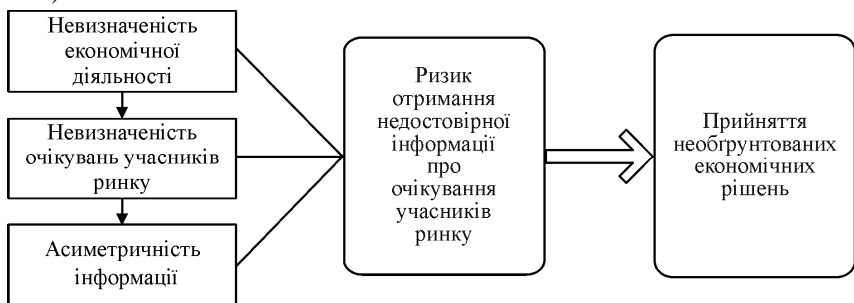 Невизначеність
економічної
діяльності
Невизначеність
очікувань учасників
ринку
Асиметричність
інформації
Ризик
отримання
недостовірної
інформації
про
очікування
учасників
ринку
Прийняття
необґрунтованих
економічних
рішень